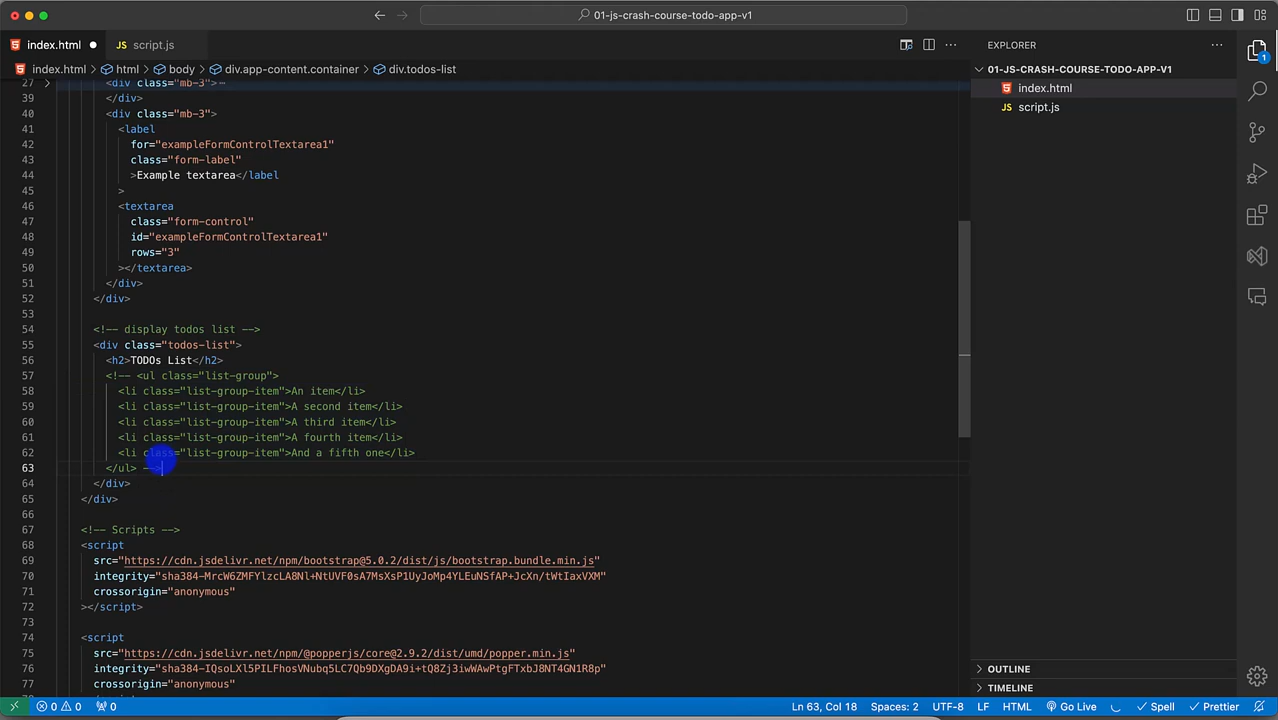 01-js-crash-course-todo-app-v1
index.html
JS script.js
EXPLORER
index.html > html > body > div.app-content.container > div.todos-list
01-JS-CRASH-COURSE-TODO-APP-V1
index.html
JS script.js
1
27 <div class="mb-3">
39 </div>
40 <div class="mb-3">
41 <label
42 for="exampleFormControlTextarea1"
43 class="form-label"
44 >Example textarea</label
45 >
46 <textarea
47 class="form-control"
48 id="exampleFormControlTextarea1"
49 rows="3"
50 ></textarea>
51 </div>
52 </div>
53
54 <!-- display todos list -->
55 <div class="todos-list">
56 <h2>TODOs List</h2>
57 <!-- <ul class="list-group">
58 <li class="list-group-item">An item</li>
59 <li class="list-group-item">A second item</li>
60 <li class="list-group-item">A third item</li>
61 <li class="list-group-item">A fourth item</li>
62 <li class="list-group-item">And a fifth one</li>
63 </ul> -->
64 </div>
65 </div>
66
67 <!-- Scripts -->
68 <script
69 src="https://cdn.jsdelivr.net/npm/bootstrap@5.0.2/dist/js/bootstrap.bundle.min.js"
70 integrity="sha384-MrcW6ZMFYlzcLA8Nl+NtUVF0sA7MsXsP1UyJoMp4YLEuNSfAP+JcXn/tWtIaxVXM"
71 crossorigin="anonymous"
72 ></script>
73
74 <script
75 src="https://cdn.jsdelivr.net/npm/@popperjs/core@2.9.2/dist/umd/popper.min.js"
76 integrity="sha384-IQsoLXl5PILFhosVNubq5LC7Qb9DXgDA9i+tQ8Zj3iwWAwPtgFTxbJ8NT4GN1R8p"
77 crossorigin="anonymous"
OUTLINE
TIMELINE
0 0 0 Ln 63, Col 18 Spaces: 2 UTF-8 LF HTML Go Live Spell Prettier